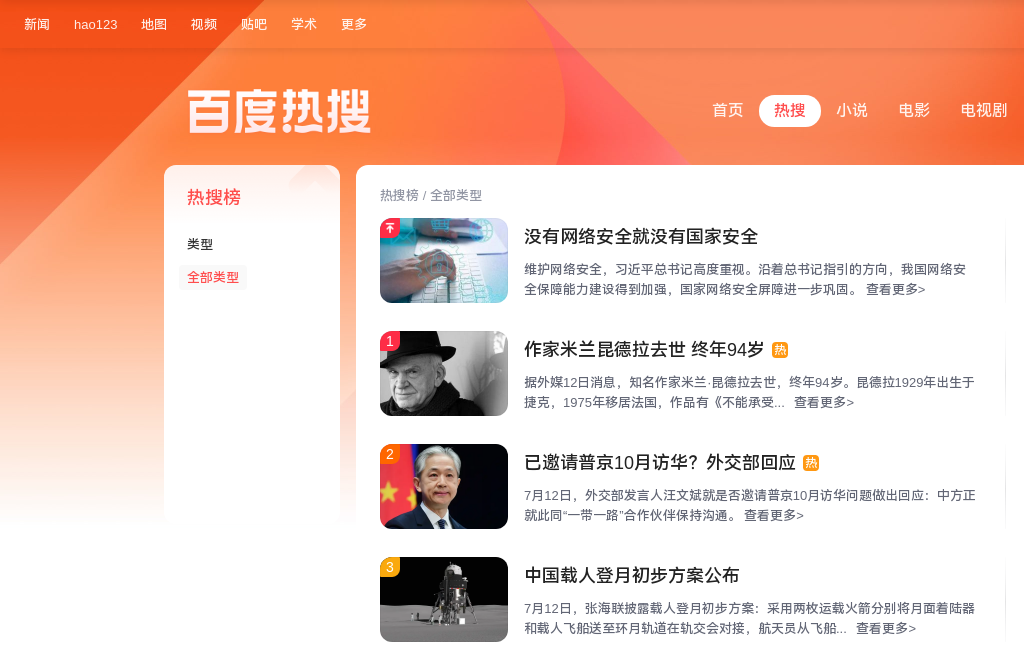 新闻 hao123 地图 视频 贴吧 学术 更多
百度热搜
首页 热搜 小说 电影 电视剧
热搜榜
类型
全部类型
热搜榜 / 全部类型
没有网络安全就没有国家安全
维护网络安全，习近平总书记高度重视。沿着总书记指引的方向，我国网络安
全保障能力建设得到加强，国家网络安全屏障进一步巩固。 查看更多>
1
作家米兰昆德拉去世 终年94岁 热
据外媒12日消息，知名作家米兰·昆德拉去世，终年94岁。昆德拉1929年出生于
捷克，1975年移居法国，作品有《不能承受... 查看更多>
2
已邀请普京10月访华？外交部回应 热
7月12日，外交部发言人汪文斌就是否邀请普京10月访华问题做出回应：中方正
就此同“一带一路”合作伙伴保持沟通。 查看更多>
3
中国载人登月初步方案公布
7月12日，张海联披露载人登月初步方案：采用两枚运载火箭分别将月面着陆器
和载人飞船送至环月轨道在轨交会对接，航天员从飞船... 查看更多>